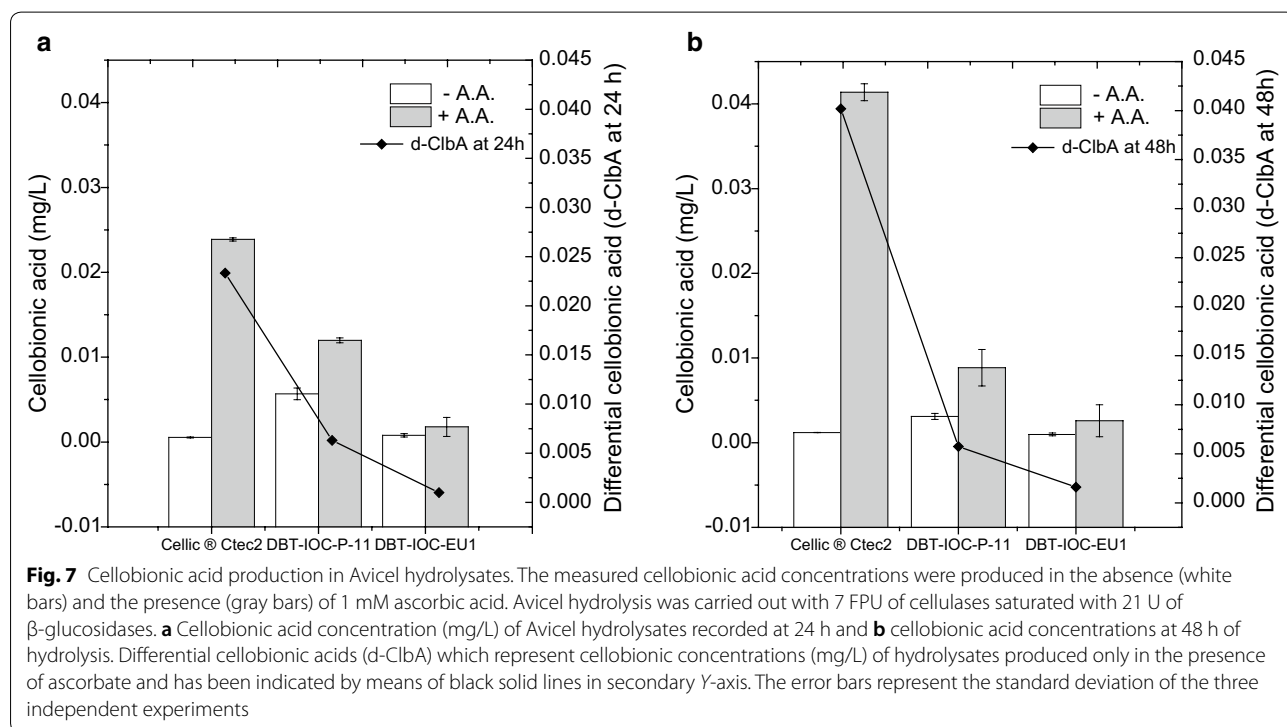 a
0.04
0.03
0.02
0.01
0.00
-0.01
Cellobionic acid (mg/L)
- A.A.
+ A.A.
d-ClbA at 24h
0.045
0.040
0.035
0.030
0.025
0.020
0.015
0.010
0.005
0.000
Differential cellobionic acid (d-ClbA at 24 h)
Cellic ® Ctec2 DBT-IOC-P-11 DBT-IOC-EU1
b
0.04
0.03
0.02
0.01
0.00
-0.01
Cellobionic acid (mg/L)
- A.A.
+ A.A.
d-ClbA at 48h
0.045
0.040
0.035
0.030
0.025
0.020
0.015
0.010
0.005
0.000
Differential cellobionic acid (d-ClbA at 48h)
Cellic ® Ctec2 DBT-IOC-P-11 DBT-IOC-EU1
Fig. 7 Cellobionic acid production in Avicel hydrolysates. The measured cellobionic acid concentrations were produced in the absence (white
bars) and the presence (gray bars) of 1 mM ascorbic acid. Avicel hydrolysis was carried out with 7 FPU of cellulases saturated with 21 U of
β-glucosidases. a Cellobionic acid concentration (mg/L) of Avicel hydrolysates recorded at 24 h and b cellobionic acid concentrations at 48 h of
hydrolysis. Differential cellobionic acids (d-ClbA) which represent cellobionic concentrations (mg/L) of hydrolysates produced only in the presence
of ascorbate and has been indicated by means of black solid lines in secondary Y-axis. The error bars represent the standard deviation of the three
independent experiments